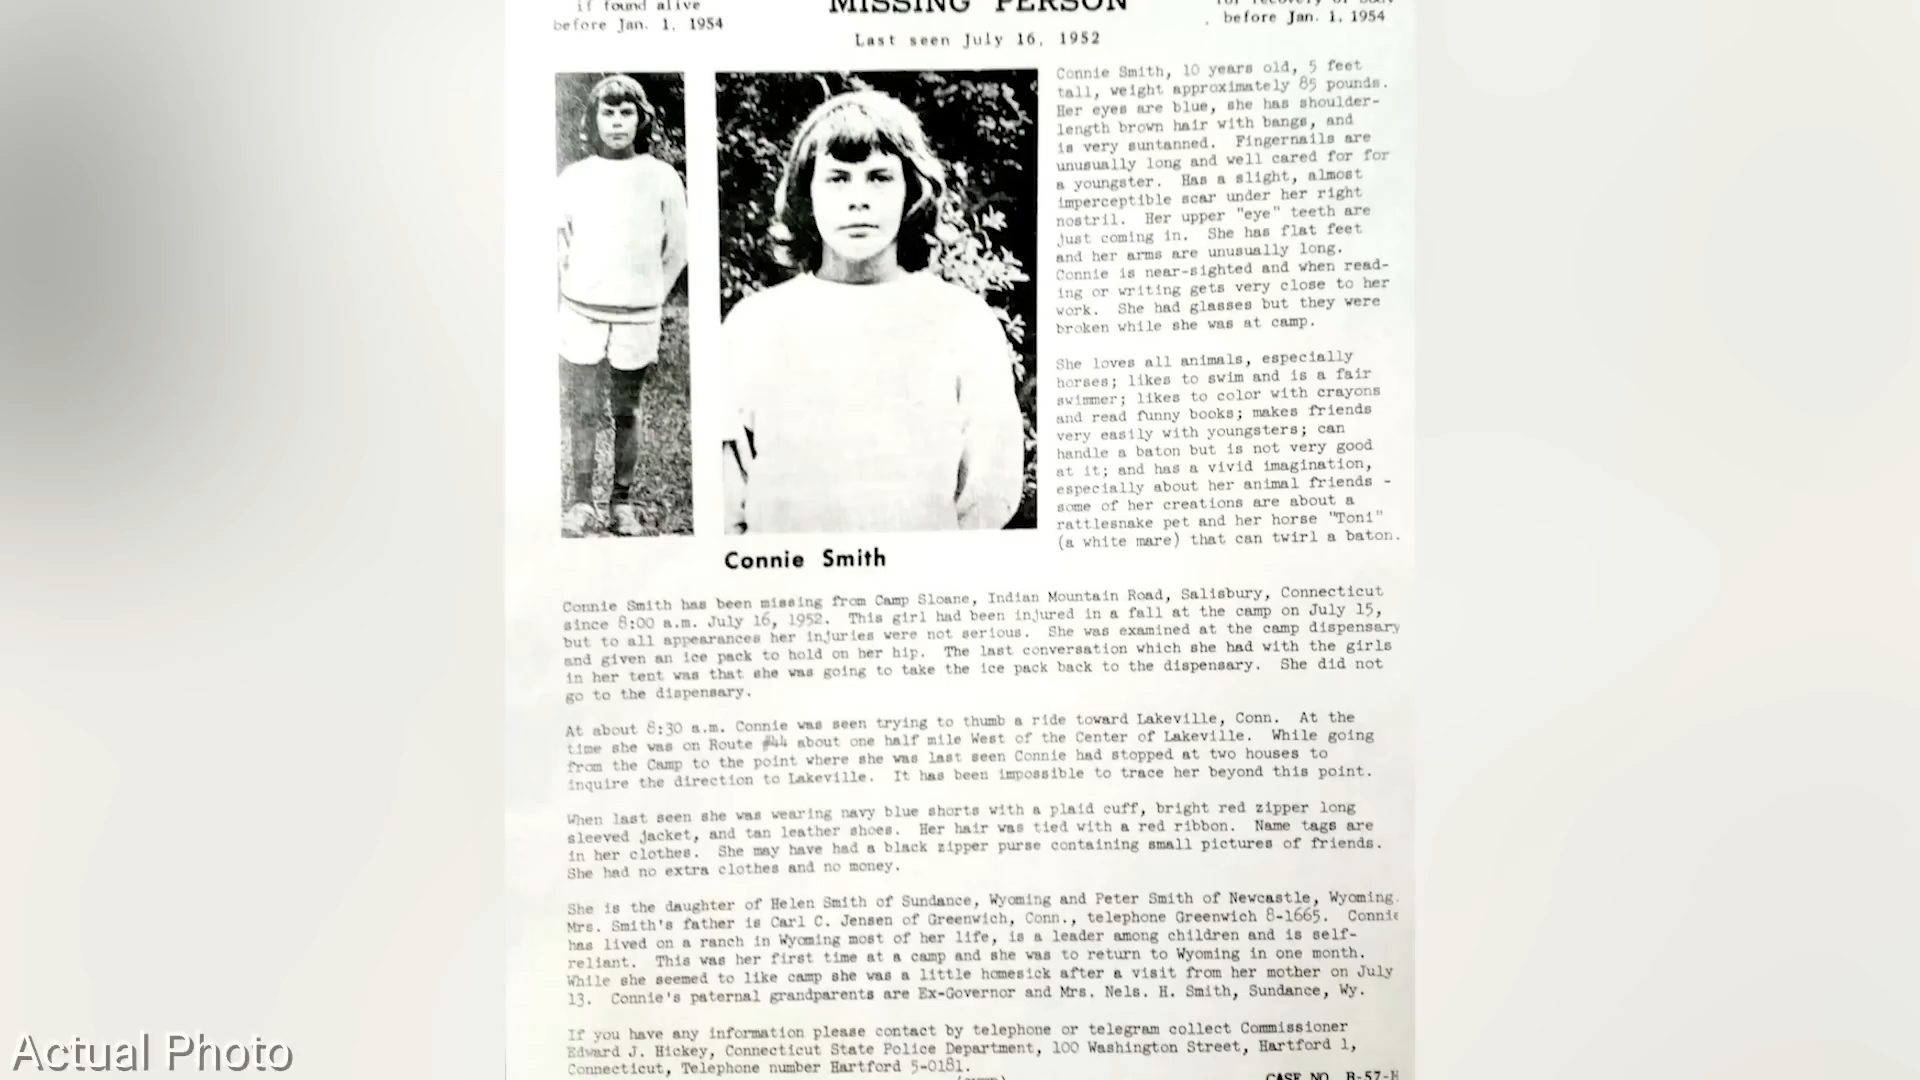 if found alive
before Jan. 1, 1954
MISSING PERSON
Last seen July 16, 1952
for recovery of
before Jan. 1, 1954
Connie Smith, 10 years old, 5 feet
tall, weight approximately 85 pounds.
Her eyes are blue, she has shoulder-
length brown hair with bangs, and
is very suntanned. Fingernails are
unusually long and well cared for for
a youngster. Has a slight, almost
imperceptible scar under her right
nostril. Her upper "eye" teeth are
just coming in. She has flat feet
and her arms are unusually long.
Connie is near-sighted and when read-
ing or writing gets very close to her
work. She had glasses but they were
broken while she was at camp.
She loves all animals, especially
horses; likes to swim and is a fair
swimmer; likes to color with crayons
and read funny books; makes friends
very easily with youngsters; can
handle a baton but is not very good
at it; and has a vivid imagination,
especially about her animal friends -
some of her creations are about a
rattlesnake pet and her horse "Toni"
(a white mare) that can twirl a baton.
Connie Smith
Connie Smith has been missing from Camp Sloane, Indian Mountain Road, Salisbury, Connecticut
since 8:00 a.m. July 16, 1952. This girl had been injured in a fall at the camp on July 15,
but to all appearances her injuries were not serious. She was examined at the camp dispensary
and given an ice pack to hold on her hip. The last conversation which she had with the girls
in her tent was that she was going to take the ice pack back to the dispensary. She did not
go to the dispensary.
At about 8:30 a.m. Connie was seen trying to thumb a ride toward Lakeville, Conn. At the
time she was on Route #44 about one half mile West of the Center of Lakeville. While going
from the Camp to the point where she was last seen Connie had stopped at two houses to
inquire the direction to Lakeville. It has been impossible to trace her beyond this point.
When last seen she was wearing navy blue shorts with a plaid cuff, bright red zipper long
sleeved jacket, and tan leather shoes. Her hair was tied with a red ribbon. Name tags are
in her clothes. She may have had a black zipper purse containing small pictures of friends.
She had no extra clothes and no money.
She is the daughter of Helen Smith of Sundance, Wyoming and Peter Smith of Newcastle, Wyoming.
Mrs. Smith's father is Carl C. Jensen of Greenwich, Conn., telephone Greenwich 8-1665. Connie
has lived on a ranch in Wyoming most of her life, is a leader among children and is self-
reliant. This was her first time at a camp and she was to return to Wyoming in one month.
While she seemed to like camp she was a little homesick after a visit from her mother on July
13. Connie's paternal grandparents are Ex-Governor and Mrs. Nels. H. Smith, Sundance, Wy.
If you have any information please contact by telephone or telegram collect Commissioner
Edward J. Hickey, Connecticut State Police Department, 100 Washington Street, Hartford 1,
Connecticut, Telephone number Hartford 5-0181.
CASE NO. B-57-
Actual Photo